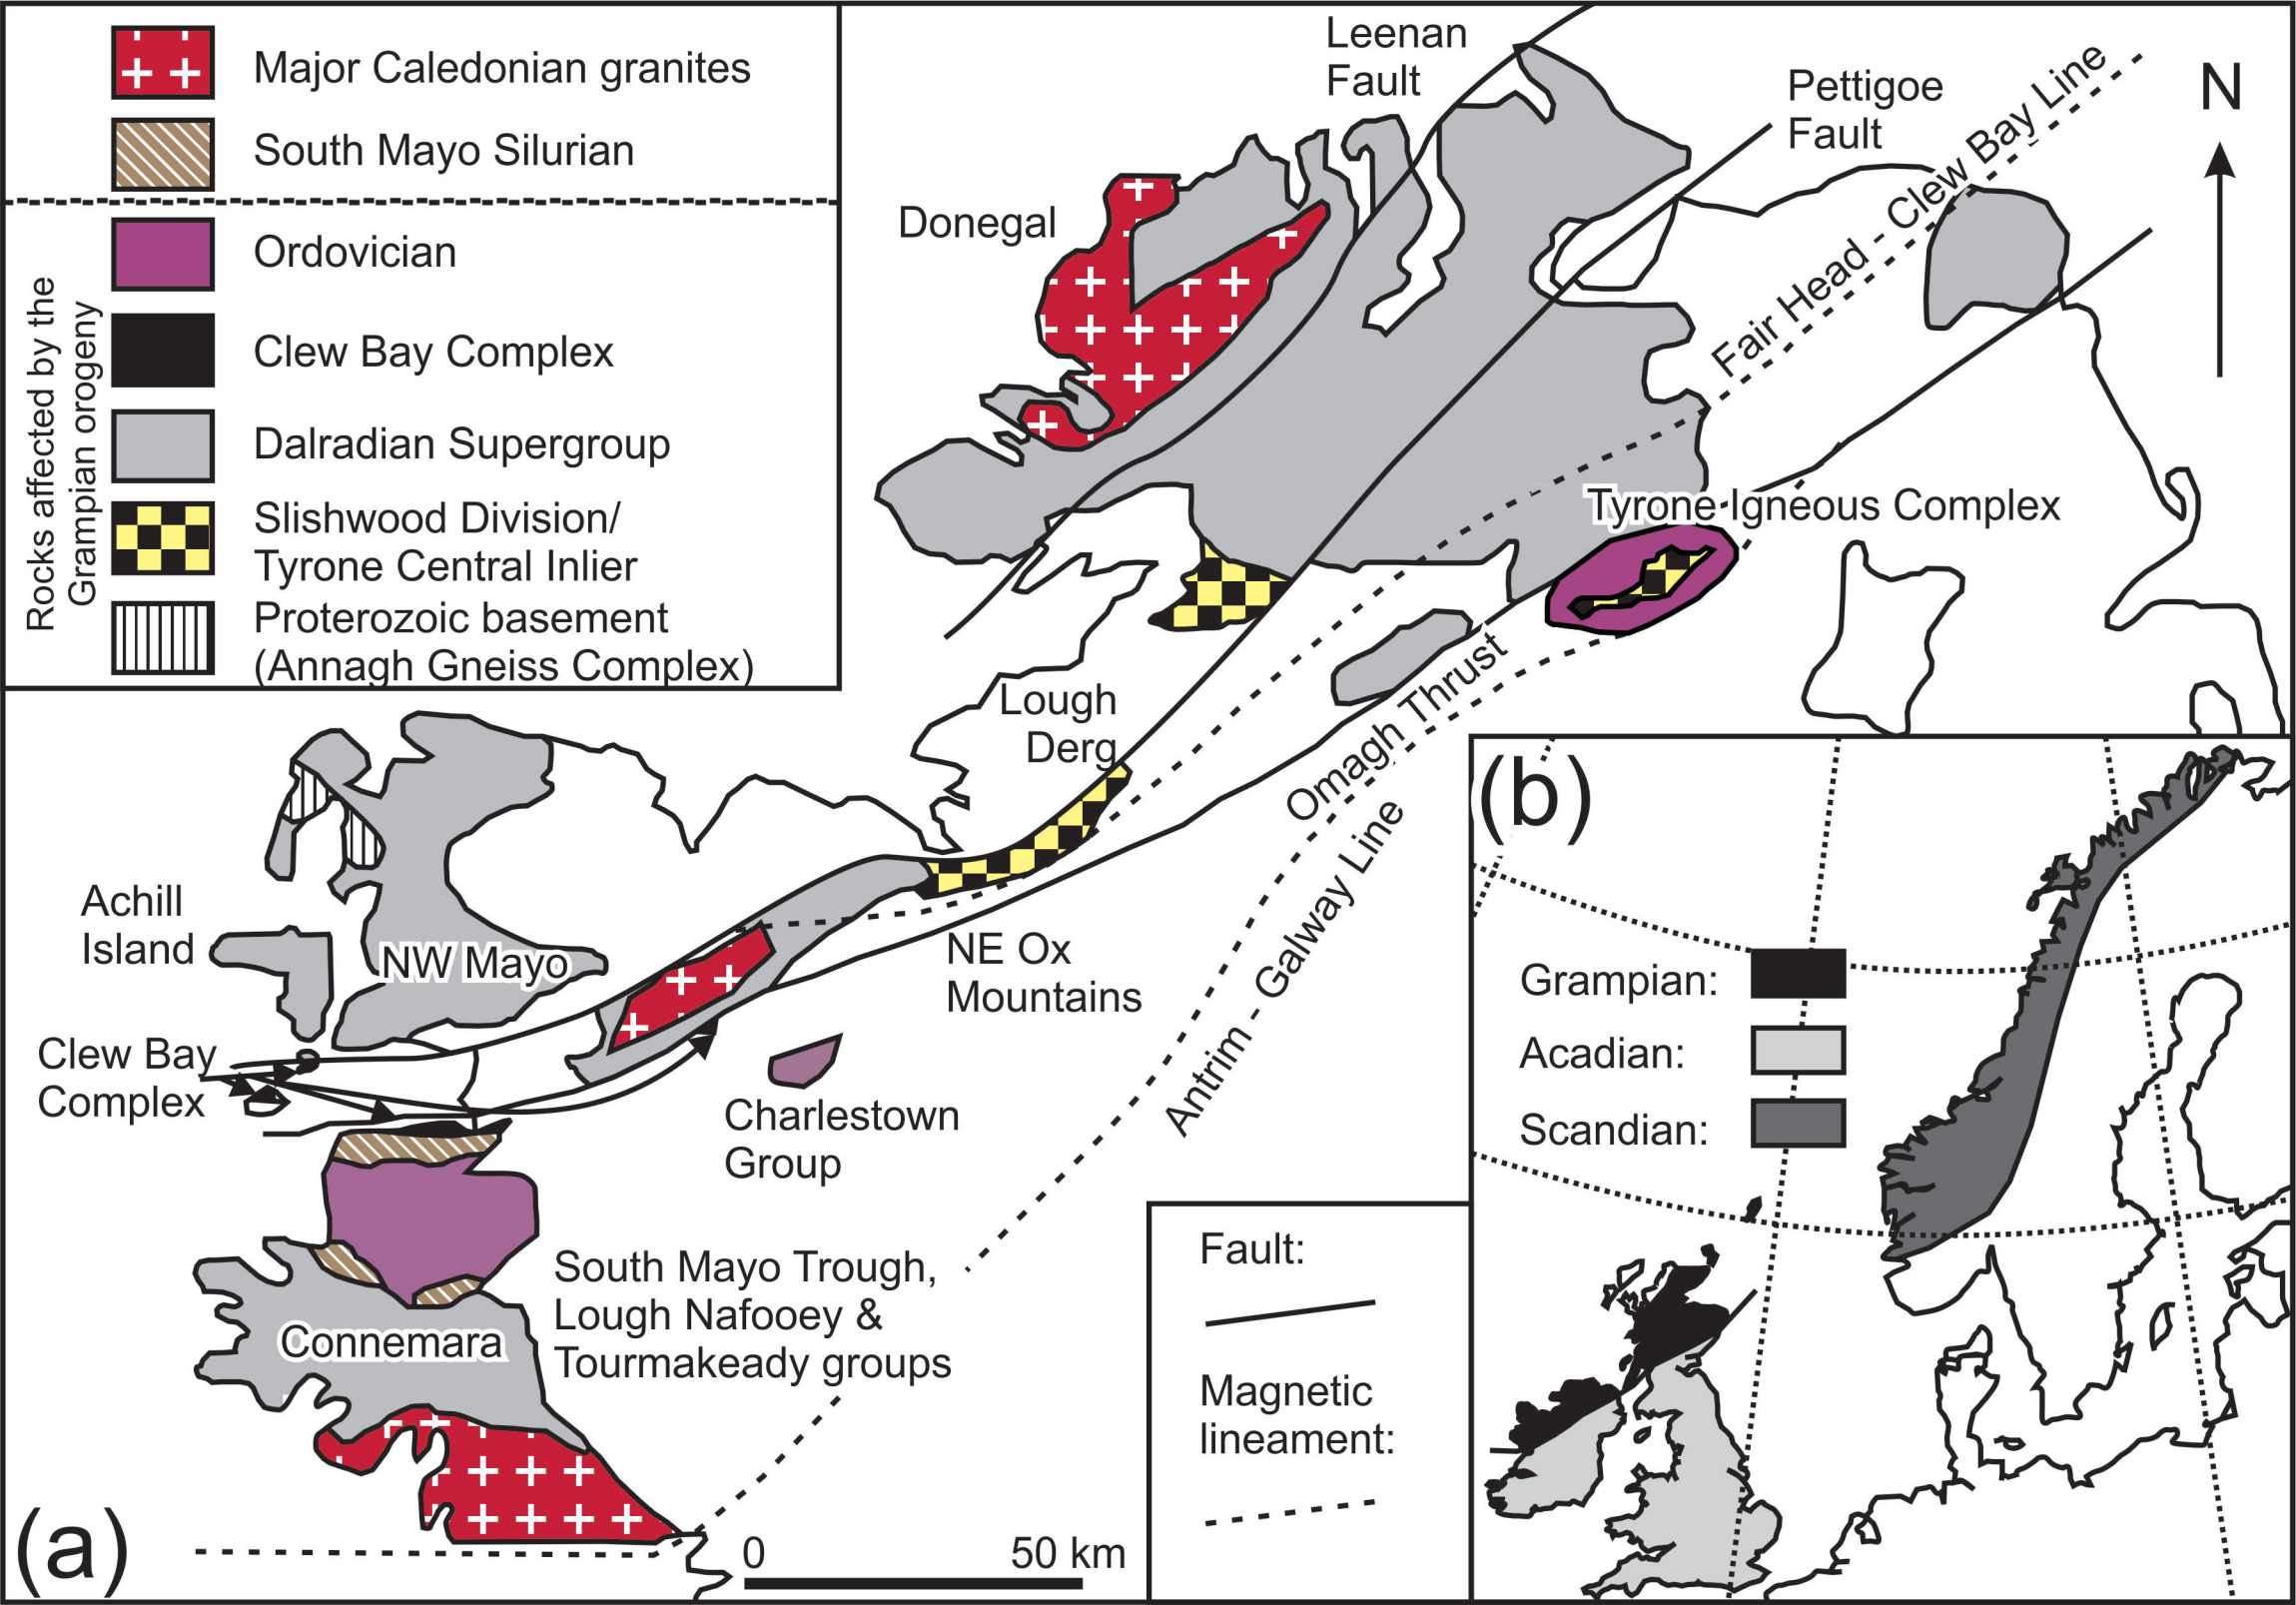 Major Caledonian granites
South Mayo Silurian
Ordovician
Clew Bay Complex
Dalradian Supergroup
Slishwood Division/
Tyrone Central Inlier
Proterozoic basement
(Annagh Gneiss Complex)
Rocks affected by the
Grampian orogeny
Leenan
Fault
Pettigoe
Fault
Fair Head - Clew Bay Line
N
Donegal
Tyrone Igneous Complex
Lough
Derg
Omagh Thrust
Antrim - Galway Line
Achill
Island
NW Mayo
NE Ox
Mountains
Clew Bay
Complex
Charlestown
Group
South Mayo Trough,
Lough Nafooey &
Tourmakeady groups
Connemara
(a)
0 50 km
Fault:
Magnetic
lineament:
(b)
Grampian:
Acadian:
Scandian: